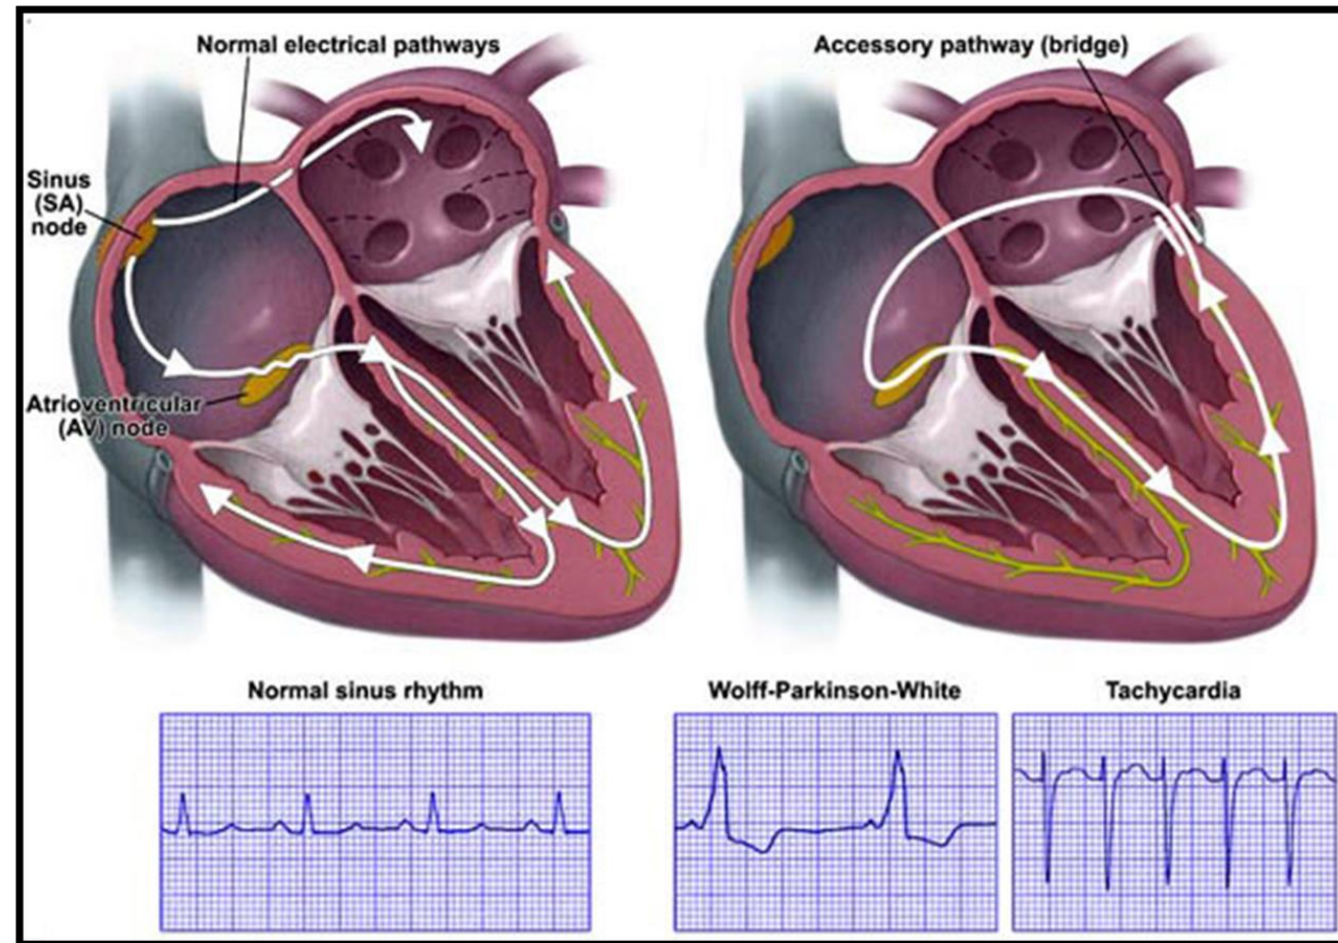 Normal electrical pathways
Accessory pathway (bridge)
Sinus
(SA)
node
Atrioventricular
(AV) node
Normal sinus rhythm
Wolff-Parkinson-White
Tachycardia